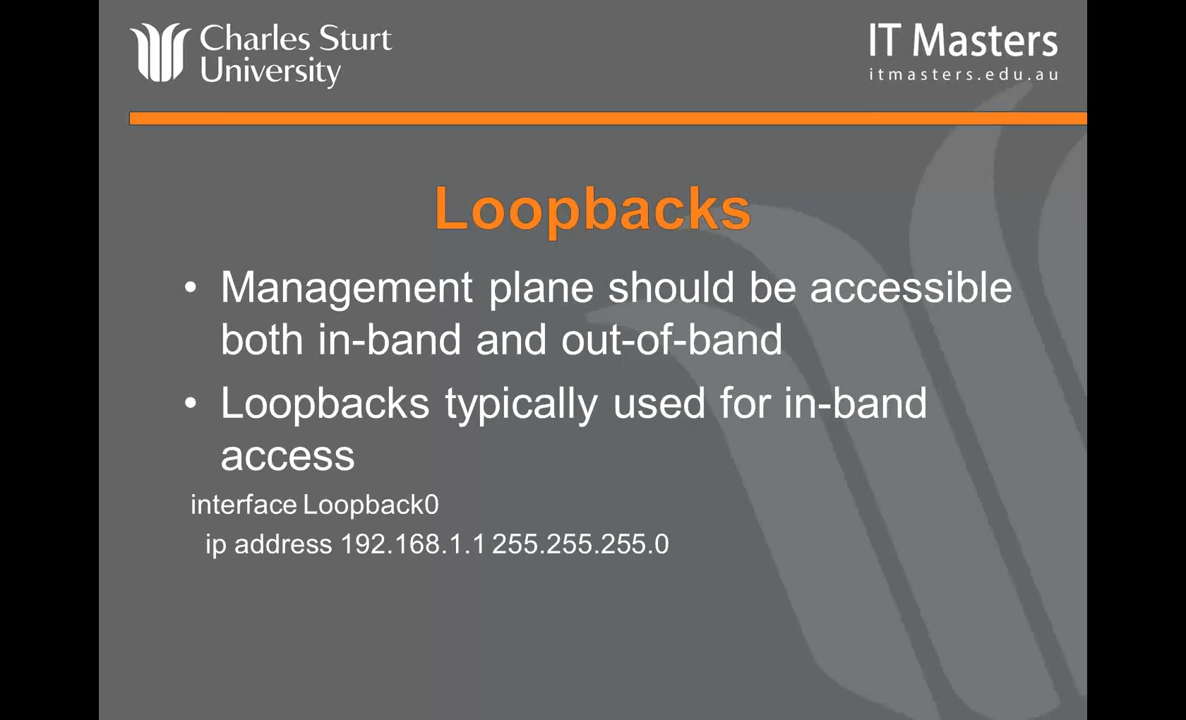 Charles Sturt
University
IT Masters
itmasters.edu.au
Loopbacks
• Management plane should be accessible
both in-band and out-of-band
• Loopbacks typically used for in-band
access
interface Loopback0
ip address 192.168.1.1 255.255.255.0